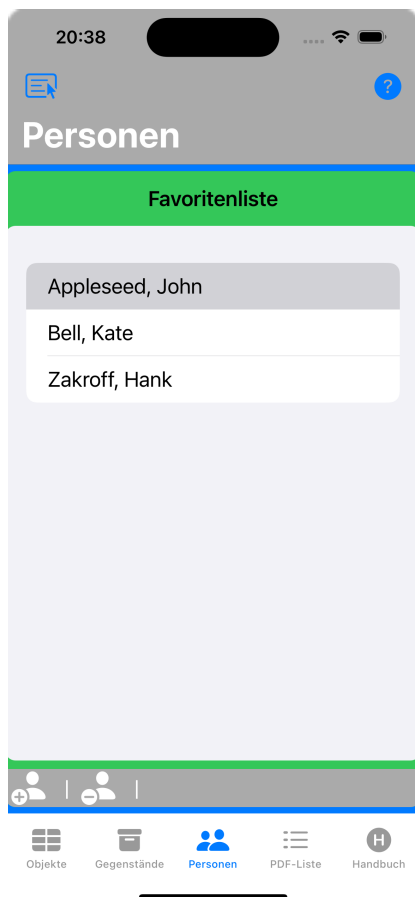 20:38
?
Personen
Favoritenliste
Appleseed, John
Bell, Kate
Zakroff, Hank
Objekte
Gegenstände
Personen
PDF-Liste
H
Handbuch